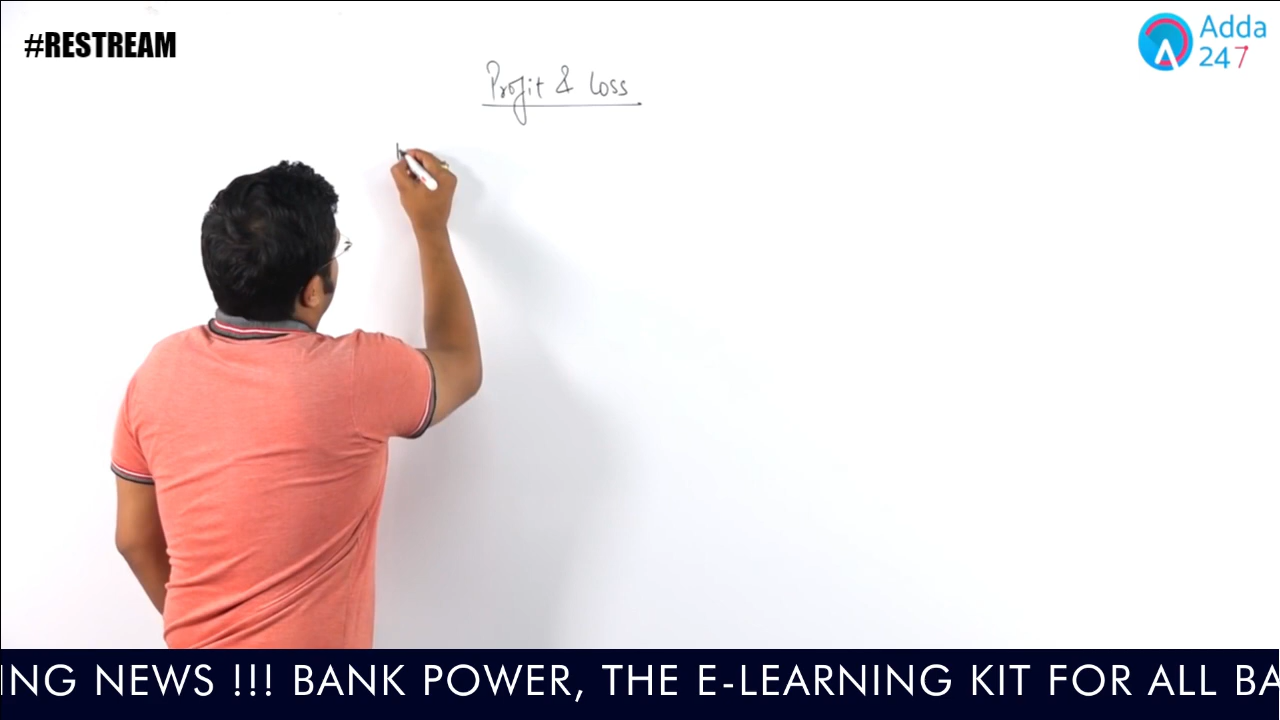 #RESTREAM
Adda
247
Profit & Loss
ING NEWS !!! BANK POWER, THE E-LEARNING KIT FOR ALL BA